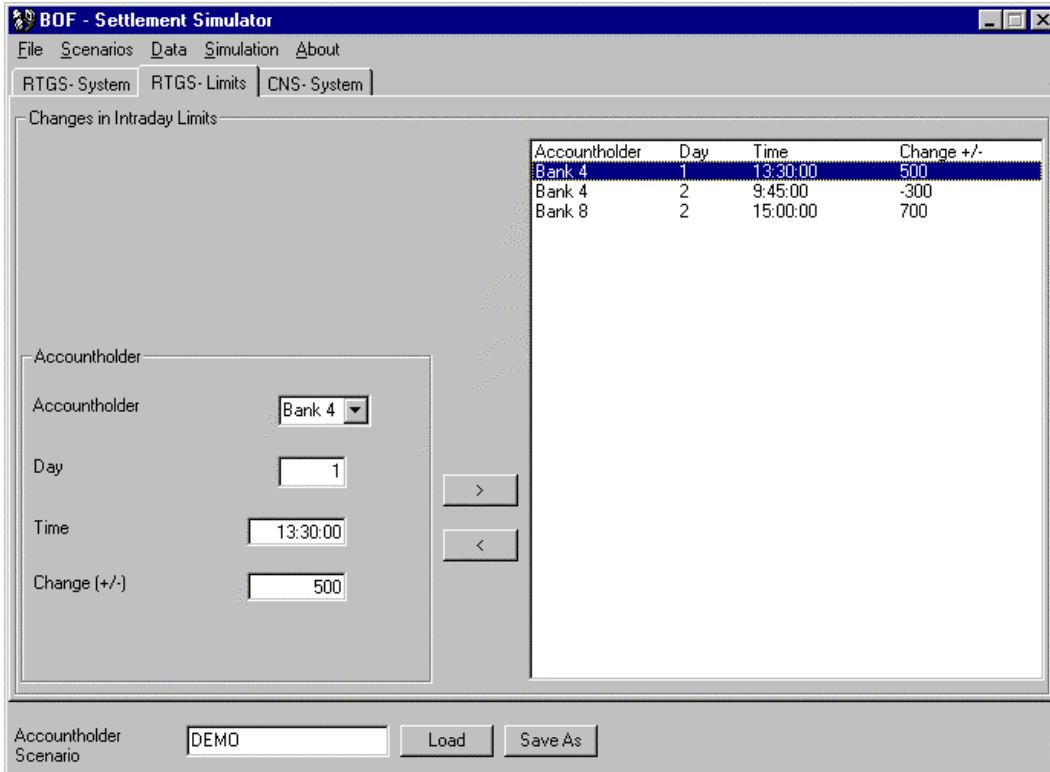 BOF - Settlement Simulator
File Scenarios Data Simulation About
RTGS- System RTGS- Limits CNS- System
Changes in Intraday Limits
Accountholder Day Time Change +/-
Bank 4 1 13:30:00 500
Bank 4 2 9:45:00 -300
Bank 8 2 15:00:00 700
Accountholder
Accountholder Bank 4
Day 1
>
Time 13:30:00
<
Change (+/-) 500
Accountholder
Scenario DEMO Load Save As